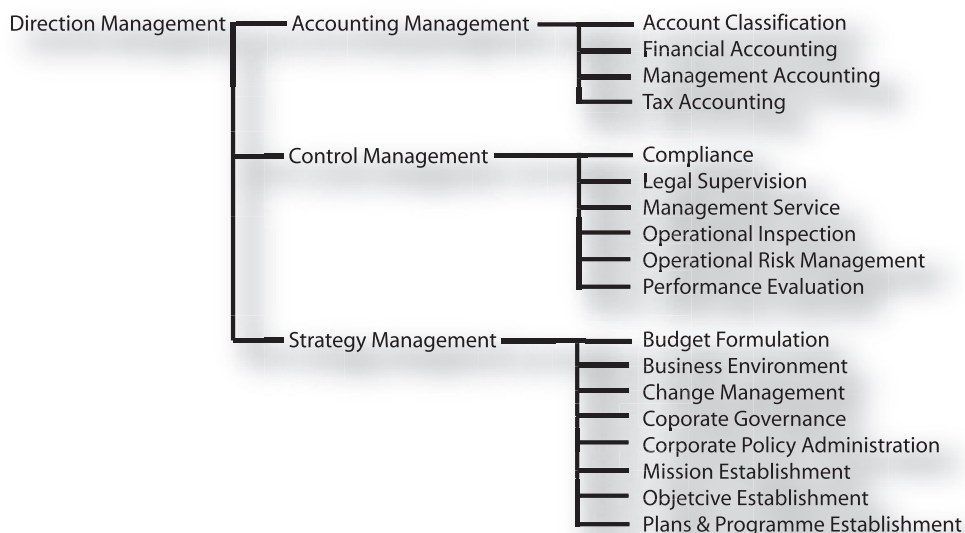 Direction Management
Accounting Management
Account Classification
Financial Accounting
Management Accounting
Tax Accounting
Control Management
Compliance
Legal Supervision
Management Service
Operational Inspection
Operational Risk Management
Performance Evaluation
Strategy Management
Budget Formulation
Business Environment
Change Management
Coporate Governance
Corporate Policy Administration
Mission Establishment
Objetcive Establishment
Plans & Programme Establishment